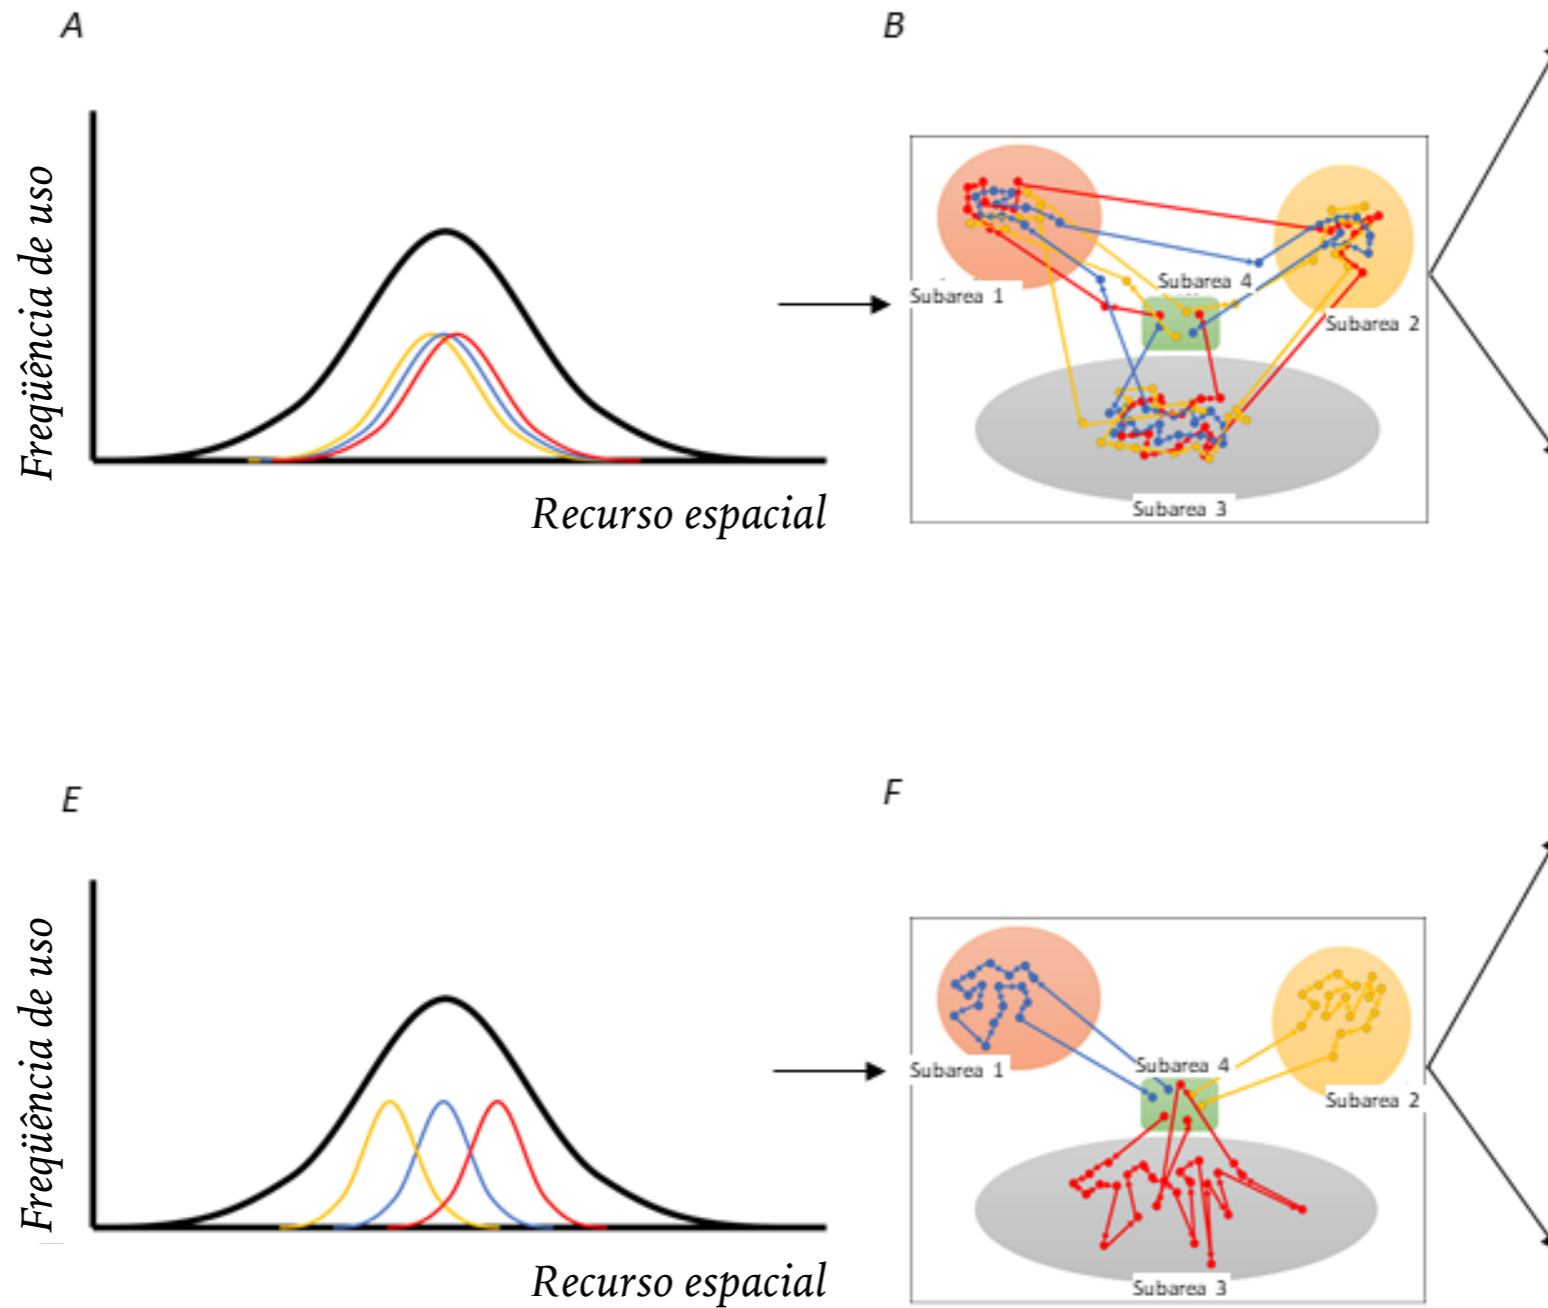 A
B
Freqüência de uso
Subarea 4
Subarea 1
Subarea 2
Recurso espacial
Subarea 3
E
F
Freqüência de uso
Subarea 4
Subarea 1
Subarea 2
Recurso espacial
Subarea 3